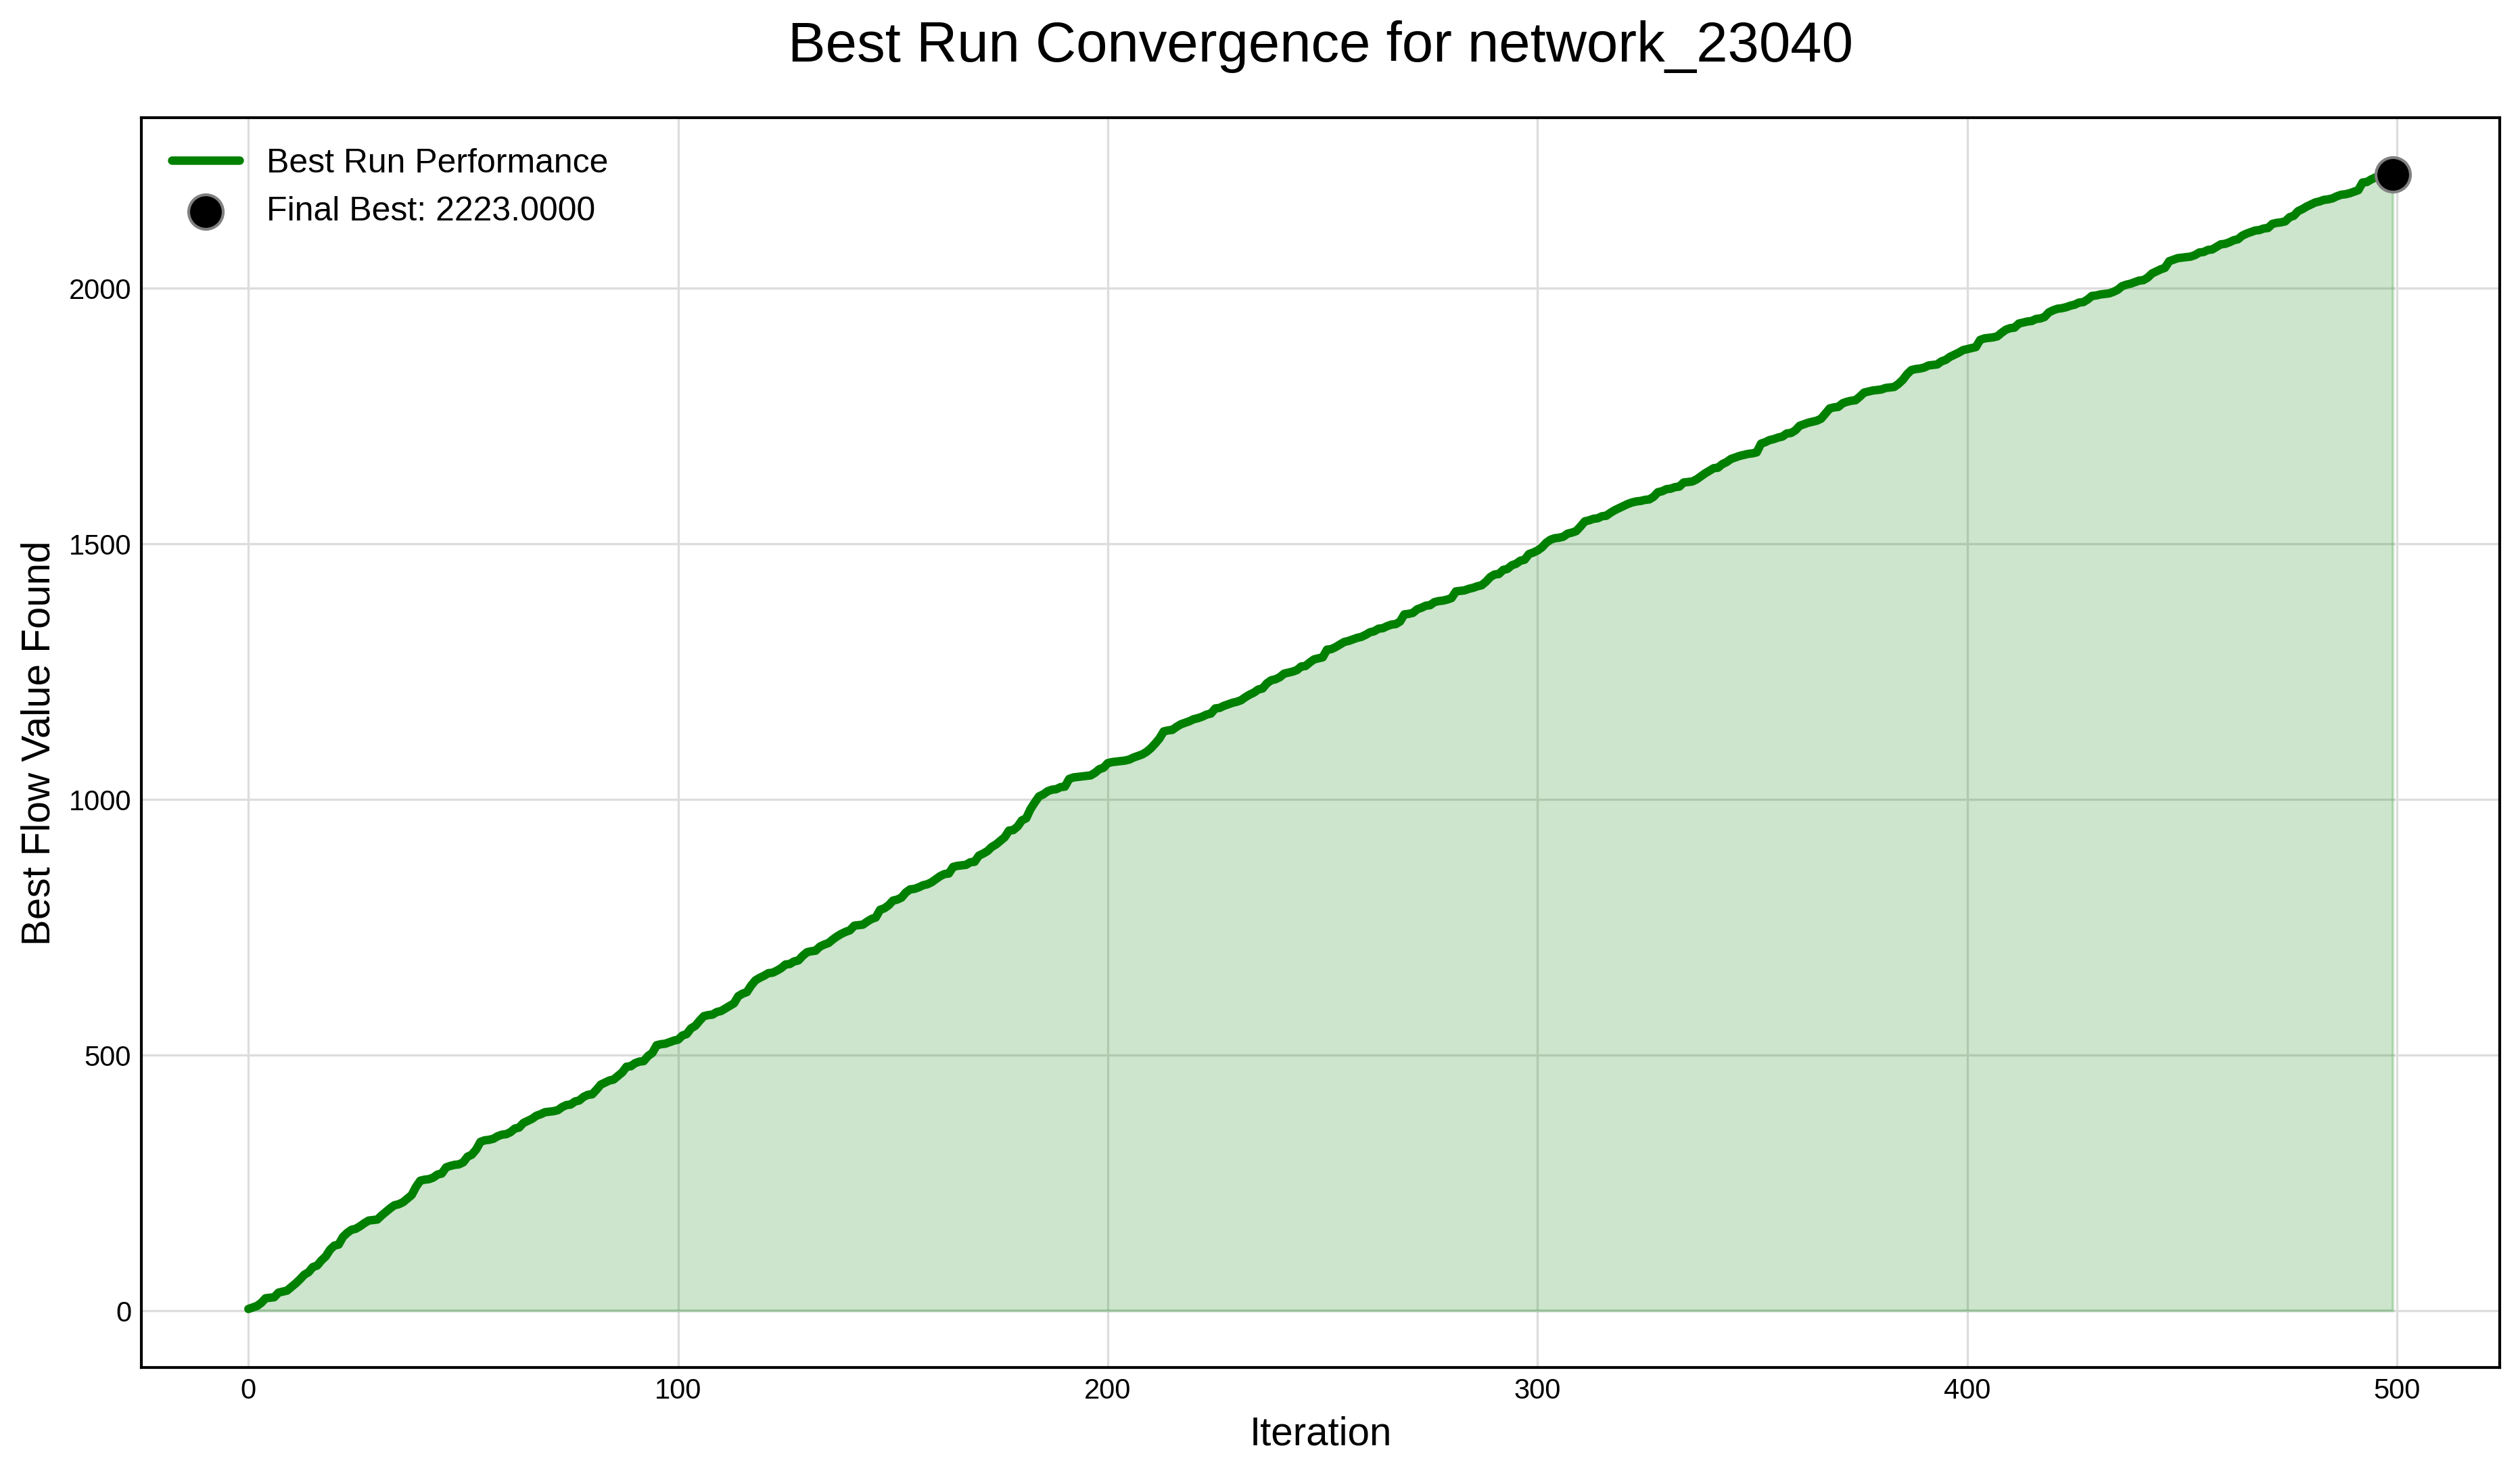 Best Run Convergence for network_23040
Best Run Performance
Final Best: 2223.0000
Best Flow Value Found
2000
1500
1000
500
0
0 100 200 300 400 500
Iteration